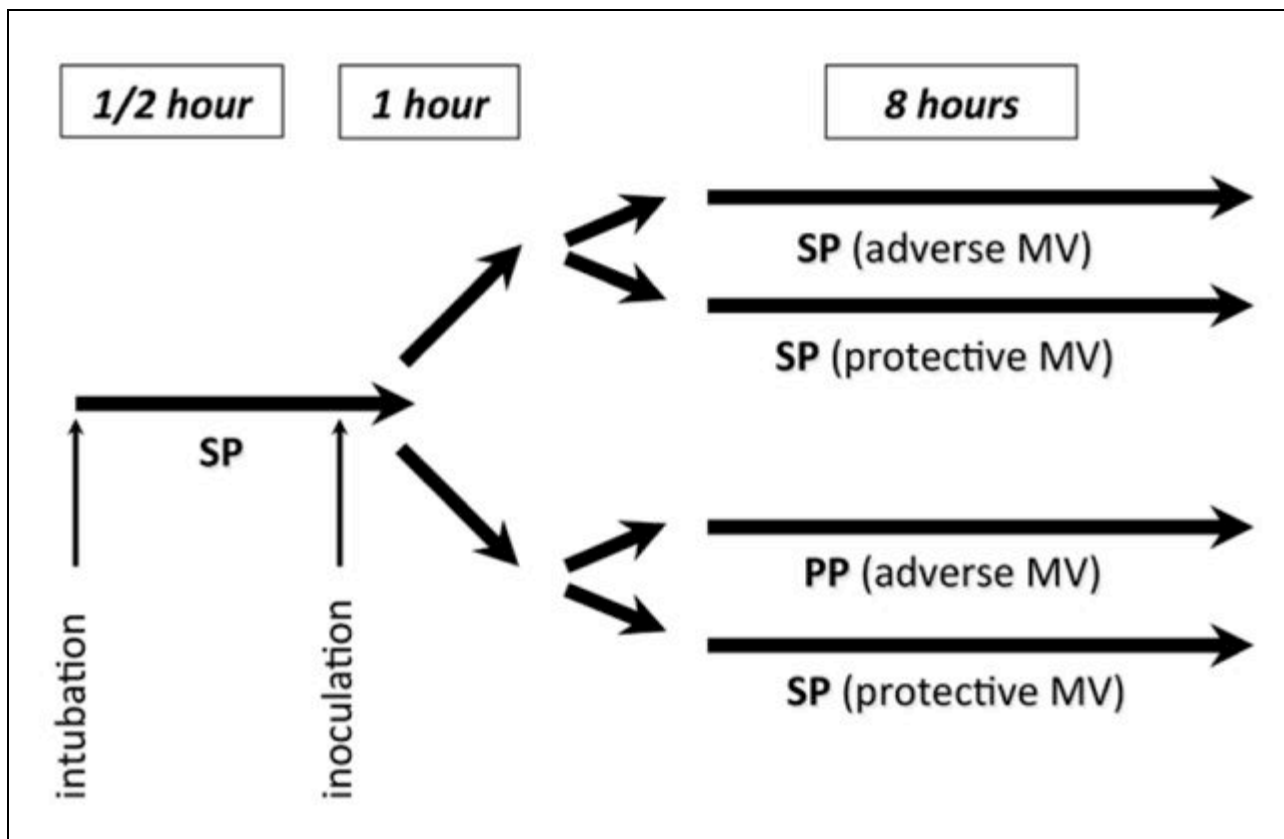 1/2 hour
1 hour
8 hours
SP (adverse MV)
SP (protective MV)
SP
PP (adverse MV)
SP (protective MV)
intubation
inoculation